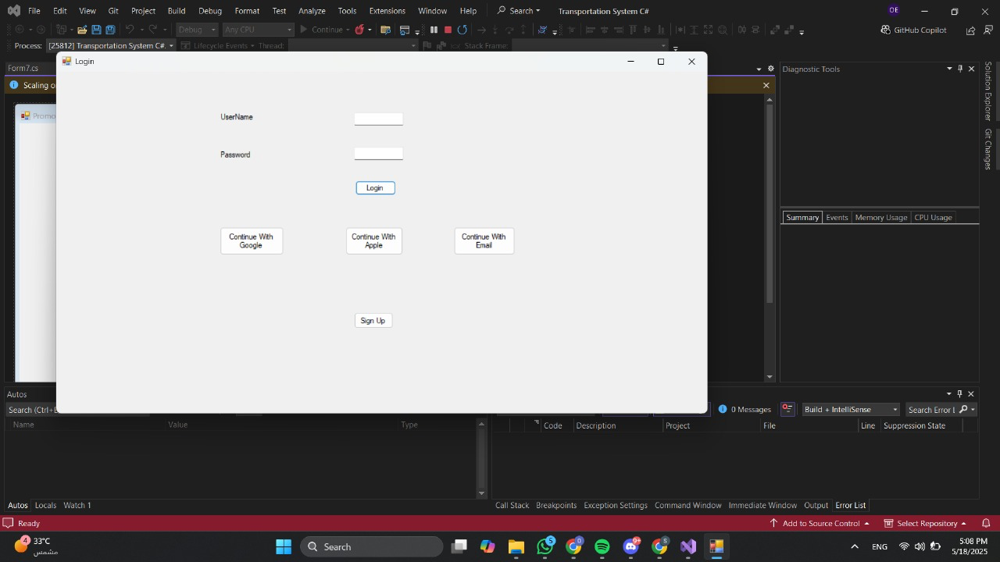 File Edit View Git Project Build Debug Format Test Analyze Tools Extensions Window Help Search Transportation System C# OE
Debug Any CPU Continue GitHub Copilot
Process: [25812] Transportation System C#. Lifecycle Events Thread: Stack Frame:
Form7.cs
Login
Diagnostic Tools
Scaling
Promo
UserName
Password
Login
Continue With
Google
Continue With
Apple
Continue With
Email
Sign Up
Summary Events Memory Usage CPU Usage
Solution Explorer
Git Changes
Autos
Search (Ctrl+E
0 Messages Build + IntelliSense Search Error
Name Value Type
Code Description Project File Line Suppression State
Autos Locals Watch 1
Call Stack Breakpoints Exception Settings Command Window Immediate Window Output Error List
Ready
Add to Source Control Select Repository
4 33°C
مشمس
Search
5
0
9+
S
ENG
5:08 PM
5/18/2025